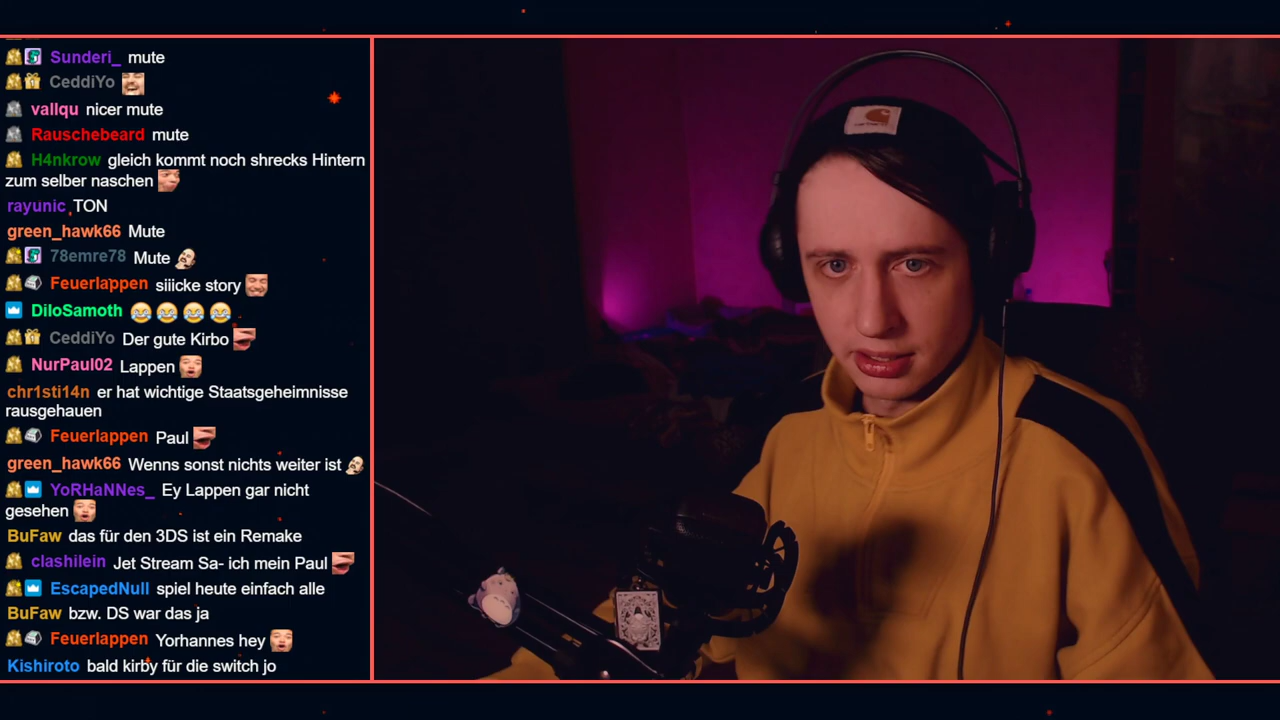 Sunderi_ mute
CeddiYo
vallqu nicer mute
Rauschebeard mute
H4nkrow gleich kommt noch shrecks Hintern
zum selber naschen
rayunic TON
green_hawk66 Mute
78emre78 Mute
Feuerlappen siiicke story
DiloSamoth 😂😂😂😂
CeddiYo Der gute Kirbo
NurPaul02 Lappen
chr1sti14n er hat wichtige Staatsgeheimnisse
rausgehauen
Feuerlappen Paul
green_hawk66 Wenns sonst nichts weiter ist
YoRHaNNes_ Ey Lappen gar nicht
gesehen
BuFaw das für den 3DS ist ein Remake
clashilein Jet Stream Sa- ich mein Paul
EscapedNull spiel heute einfach alle
BuFaw bzw. DS war das ja
Feuerlappen Yorhannes hey
Kishiroto bald kirby für die switch jo